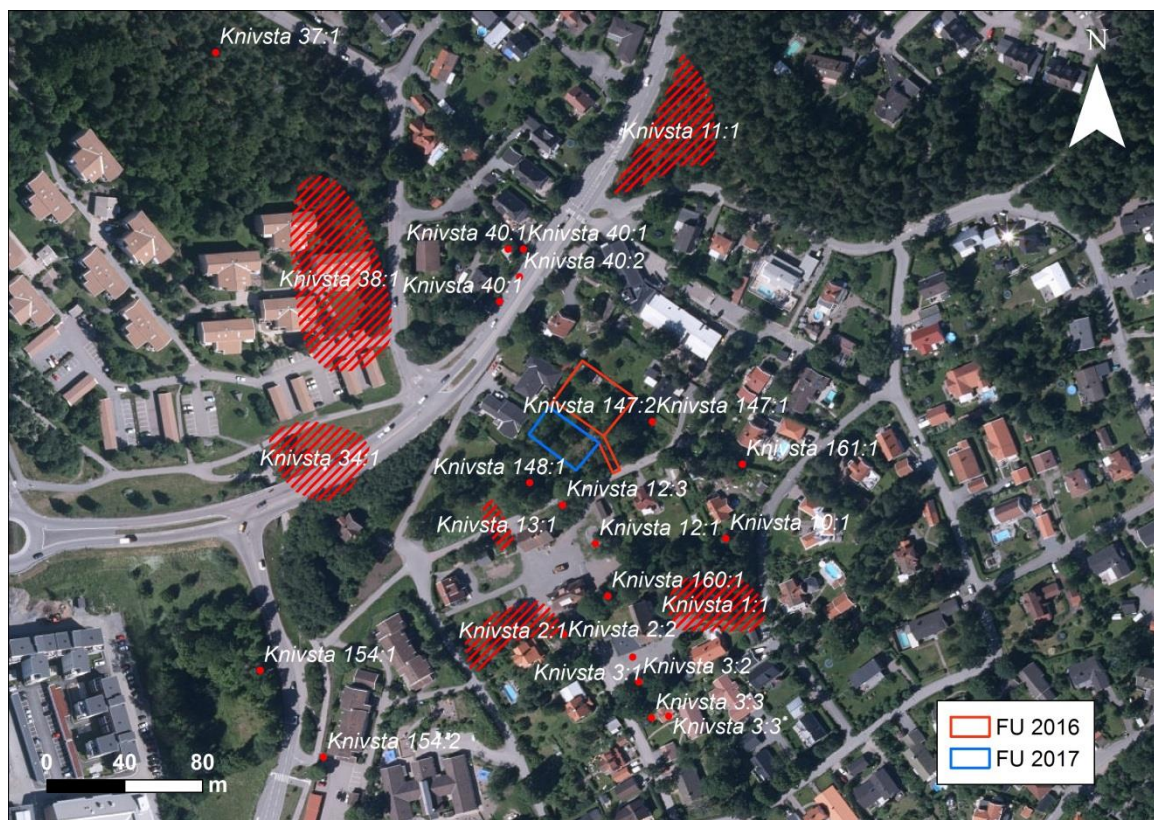 Knivsta 37:1
N
Knivsta 11:1
Knivsta 40:1
Knivsta 40:1
Knivsta 40:2
Knivsta 38:1
Knivsta 40:1
Knivsta 147:2
Knivsta 147:1
Knivsta 34:1
Knivsta 161:1
Knivsta 148:1
Knivsta 12:3
Knivsta 13:1
Knivsta 12:1
Knivsta 10:1
Knivsta 160:1
Knivsta 1:1
Knivsta 2:1
Knivsta 2:2
Knivsta 154:1
Knivsta 3:1
Knivsta 3:2
Knivsta 3:3
Knivsta 3:3
Knivsta 154:2
FU 2016
FU 2017
0 40 80
m